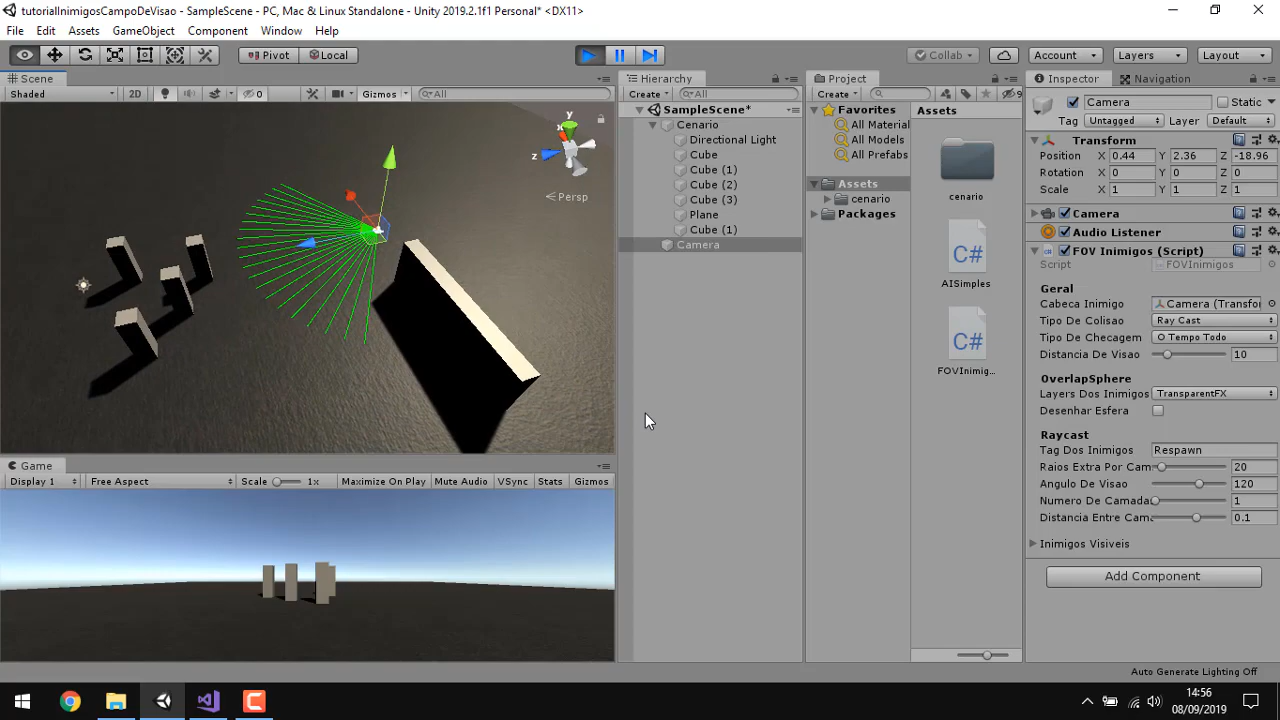 tutorialInimigosCampoDeVisao - SampleScene - PC, Mac & Linux Standalone - Unity 2019.2.1f1 Personal* <DX11>
File Edit Assets GameObject Component Window Help
Pivot Local Collab Account Layers Layout
Scene
Shaded 2D 0 Gizmos All
y
x
z
Persp
Game
Display 1 Free Aspect Scale 1x Maximize On Play Mute Audio VSync Stats Gizmos
Hierarchy
Create All
SampleScene*
Cenario
Directional Light
Cube
Cube (1)
Cube (2)
Cube (3)
Plane
Cube (1)
Camera
Project
Create 9
Favorites
All Material
All Models
All Prefabs
Assets
cenario
Packages
Assets
cenario
C#
AISimples
C#
FOVInimig...
Inspector Navigation
Camera Static
Tag Untagged Layer Default
Transform
Position X 0.44 Y 2.36 Z -18.96
Rotation X 0 Y 0 Z 0
Scale X 1 Y 1 Z 1
Camera
Audio Listener
FOV Inimigos (Script)
Script FOVInimigos
Geral
Cabeca Inimigo Camera (Transfo
Tipo De Colisao Ray Cast
Tipo De Checagem O Tempo Todo
Distancia De Visao 10
OverlapSphere
Layers Dos Inimigos TransparentFX
Desenhar Esfera
Raycast
Tag Dos Inimigos Respawn
Raios Extra Por Cam 20
Angulo De Visao 120
Numero De Camadas 1
Distancia Entre Cama 0.1
Inimigos Visiveis
Add Component
Auto Generate Lighting Off
14:56
08/09/2019